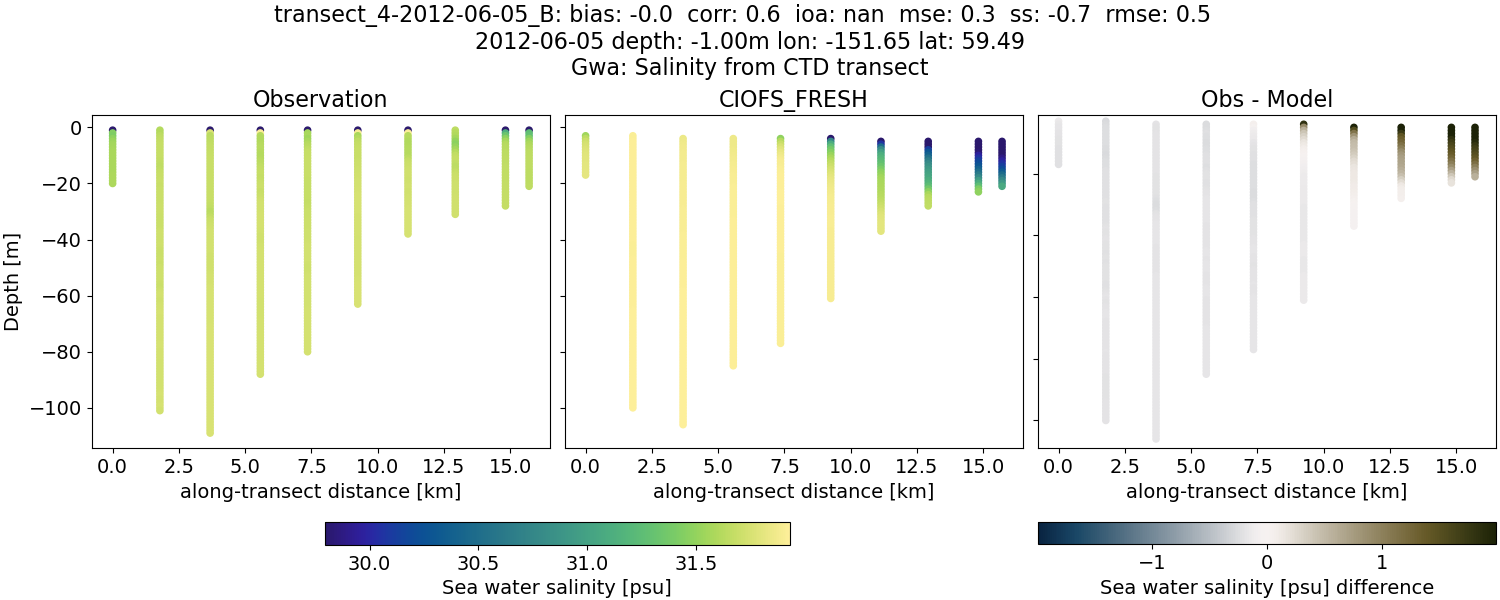 transect_4-2012-06-05_B: bias: -0.0  corr: 0.6  ioa: nan  mse: 0.3  ss: -0.7  rmse: 0.5
2012-06-05 depth: -1.00m lon: -151.65 lat: 59.49
Gwa: Salinity from CTD transect
Observation
CIOFS_FRESH
Obs - Model
Depth [m]
0
−20
−40
−60
−80
−100
0.0 2.5 5.0 7.5 10.0 12.5 15.0
0.0 2.5 5.0 7.5 10.0 12.5 15.0
0.0 2.5 5.0 7.5 10.0 12.5 15.0
along-transect distance [km]
along-transect distance [km]
along-transect distance [km]
30.0 30.5 31.0 31.5
Sea water salinity [psu]
−1 0 1
Sea water salinity [psu] difference